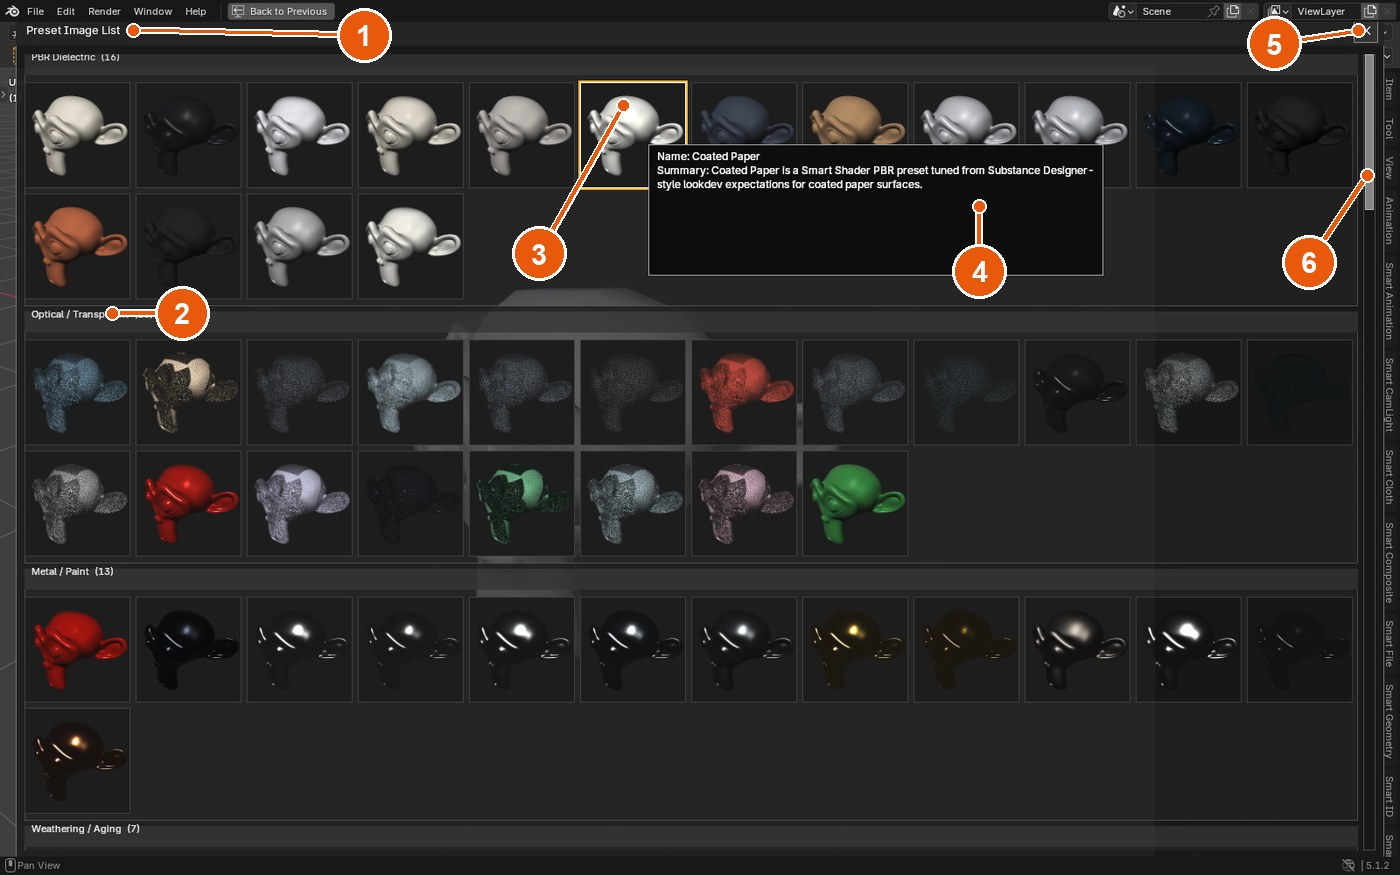 File Edit Render Window Help Back to Previous Scene ViewLayer
Preset Image List
1
5
PBR Dielectric (16)
Name: Coated Paper
Summary: Coated Paper is a Smart Shader PBR preset tuned from Substance Designer-
style lookdev expectations for coated paper surfaces.
3
4
6
Optical / Transp
2
Metal / Paint (13)
Weathering / Aging (7)
Item
Tool
View
Animation
Smart Animation
Smart CamLight
Smart Cloth
Smart Composite
Smart File
Smart Geometry
Smart ID
Pan View
5.1.2